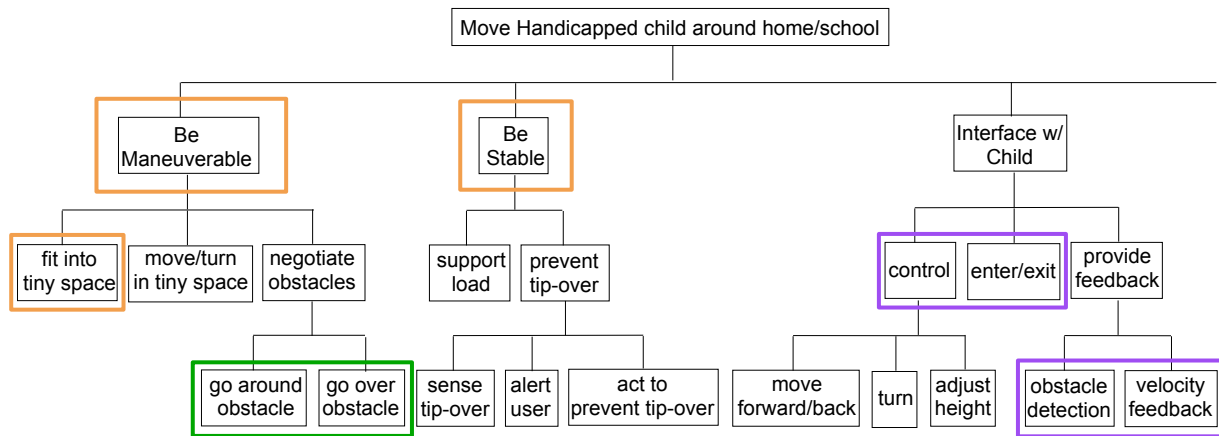 Move Handicapped child around home/school
Be
Maneuverable
Be
Stable
Interface w/
Child
fit into
tiny space
move/turn
in tiny space
negotiate
obstacles
support
load
prevent
tip-over
control
enter/exit
provide
feedback
go around
obstacle
go over
obstacle
sense
tip-over
alert
user
act to
prevent tip-over
move
forward/back
turn
adjust
height
obstacle
detection
velocity
feedback